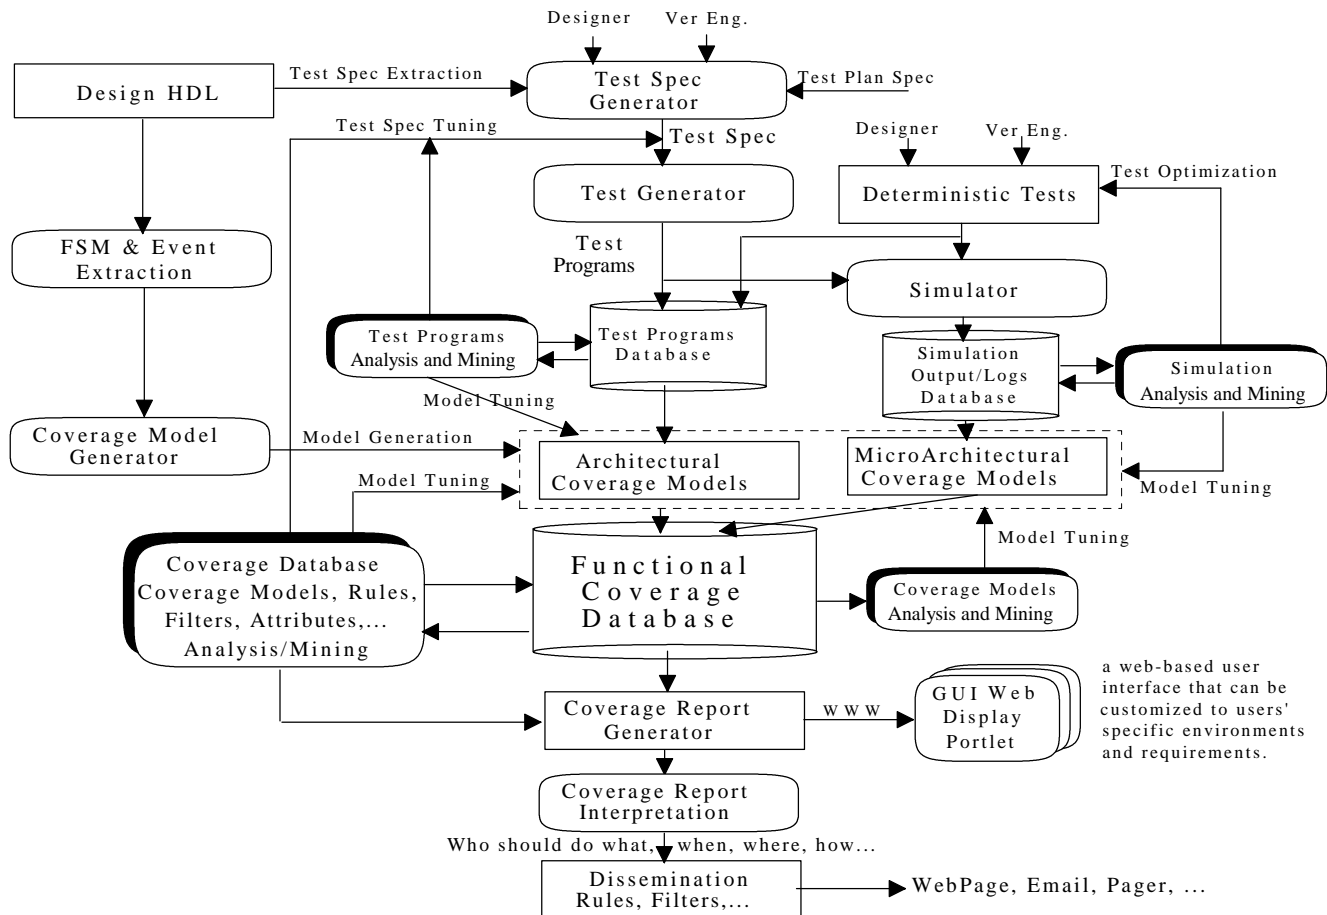 Designer
Ver Eng.
Test Spec Extraction
Test Spec
Generator
Test Plan Spec
Design HDL
Test Spec Tuning
Test Spec
Designer
Ver Eng.
Test Generator
Deterministic Tests
Test Optimization
FSM & Event
Extraction
Test
Programs
Simulator
Test Programs
Analysis and Mining
Test Programs
Database
Simulation
Output/Logs
Database
Simulation
Analysis and Mining
Model Tuning
Coverage Model
Generator
Model Generation
Architectural
Coverage Models
MicroArchitectural
Coverage Models
Model Tuning
Model Tuning
Model Tuning
Coverage Database
Coverage Models, Rules,
Filters, Attributes,...
Analysis/Mining
Functional
Coverage
Database
Coverage Models
Analysis and Mining
Coverage Report
Generator
WWW
GUI Web
Display
Portlet
a web-based user
interface that can be
customized to users'
specific environments
and requirements.
Coverage Report
Interpretation
Who should do what, when, where, how...
Dissemination
Rules, Filters,...
WebPage, Email, Pager, ...